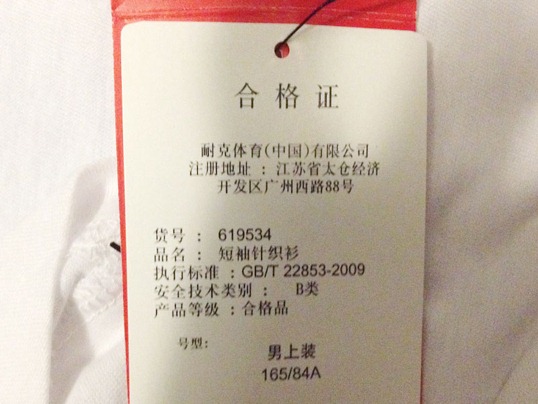 合格证
耐克体育(中国)有限公司
注册地址 : 江苏省太仓经济
开发区广州西路88号
货号 : 619534
品名 : 短袖针织衫
执行标准 : GB/T 22853-2009
安全技术类别 : B类
产品等级 : 合格品
号型:
男上装
165/84A